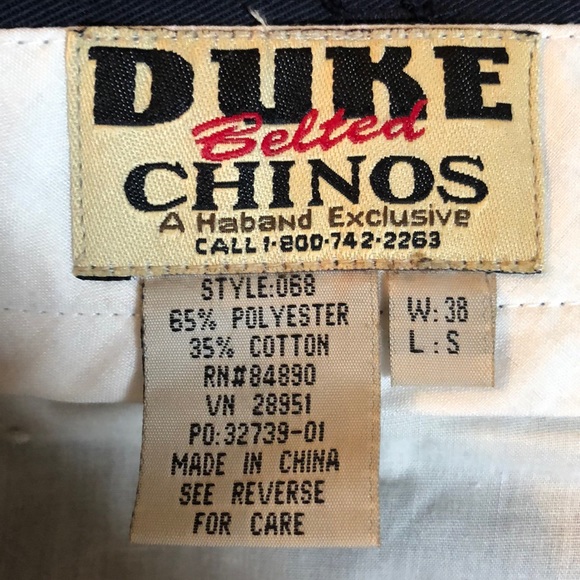 DUKE
Belted
CHINOS
A Haband Exclusive
CALL 1-800-742-2263
STYLE:068
65% POLYESTER
35% COTTON
RN#84890
VN 28951
PO:32739-01
MADE IN CHINA
SEE REVERSE
FOR CARE
W:38
L:S